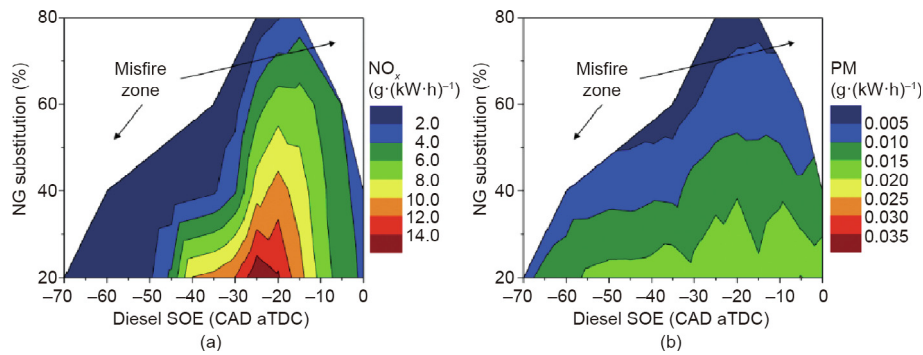 80
60
40
20
NG substitution (%)
Misfire
zone
−70 −60 −50 −40 −30 −20 −10 0
Diesel SOE (CAD aTDC)
(a)
NOx
(g·(kW·h)−1)
2.0
4.0
6.0
8.0
10.0
12.0
14.0
80
60
40
20
NG substitution (%)
Misfire
zone
−70 −60 −50 −40 −30 −20 −10 0
Diesel SOE (CAD aTDC)
(b)
PM
(g·(kW·h)−1)
0.005
0.010
0.015
0.020
0.025
0.030
0.035